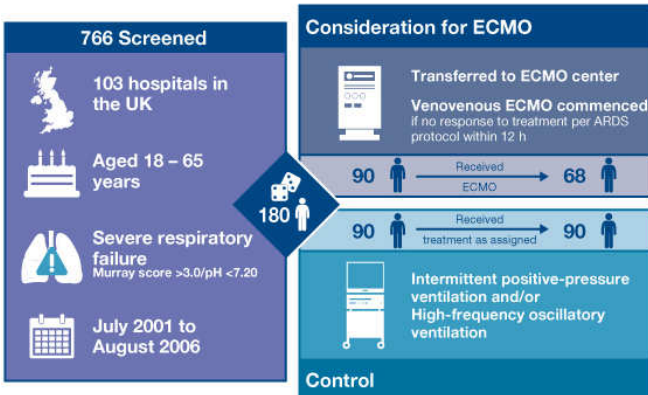 766 Screened
103 hospitals in
the UK
Aged 18 – 65
years
Severe respiratory
failure
Murray score >3.0/pH <7.20
July 2001 to
August 2006
180
Consideration for ECMO
Transferred to ECMO center
Venovenous ECMO commenced
if no response to treatment per ARDS
protocol within 12 h
90 Received ECMO 68
90 Received treatment as assigned 90
Intermittent positive-pressure
ventilation and/or
High-frequency oscillatory
ventilation
Control